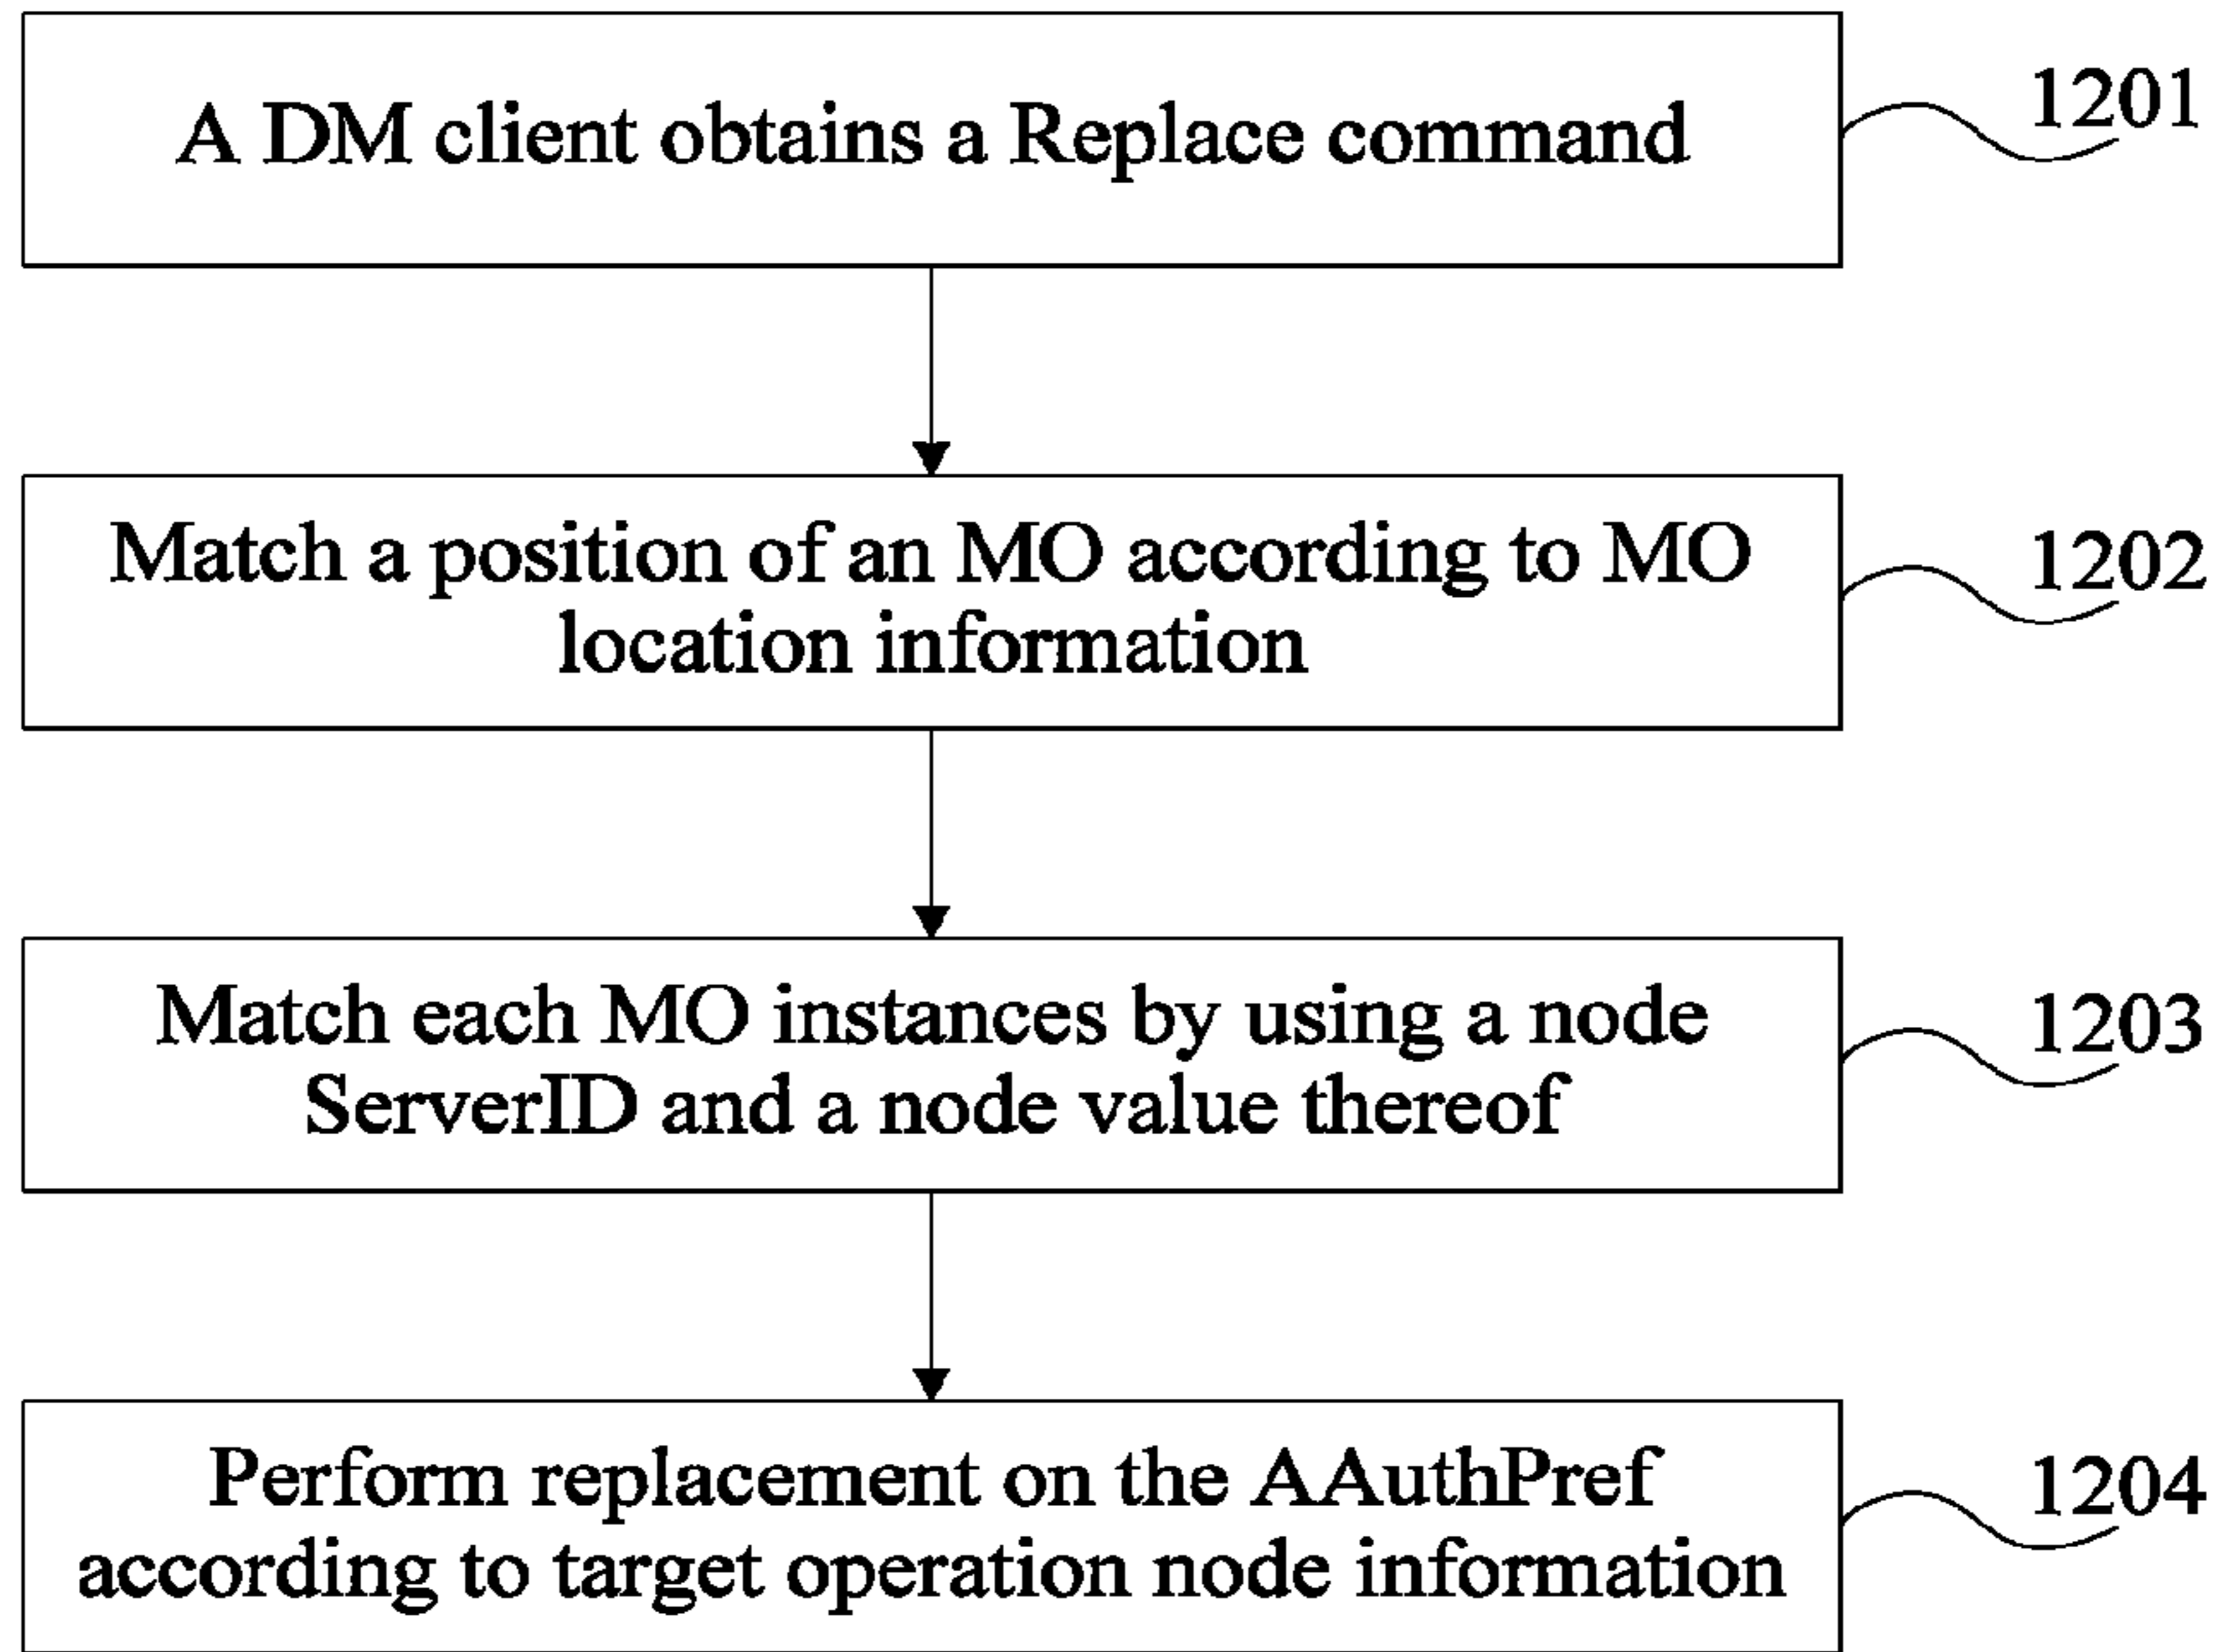 A DM client obtains a Replace command
1201
Match a position of an MO according to MO
location information
1202
Match each MO instances by using a node
ServerID and a node value thereof
1203
Perform replacement on the AAuthPref
according to target operation node information
1204